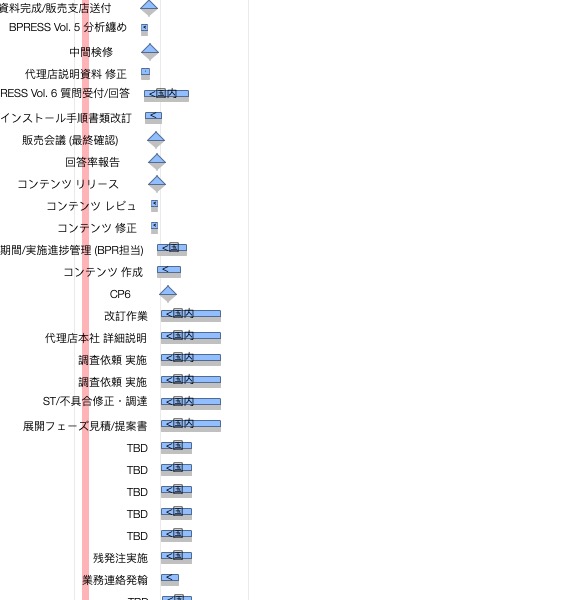 資料完成/販売支店送付
BPRESS Vol. 5 分析纏め
中間検修
代理店説明資料 修正
RESS Vol. 6 質問受付/回答 <国内
インストール手順書類改訂 <
販売会議 (最終確認)
回答率報告
コンテンツ リリース
コンテンツ レビュ
コンテンツ 修正
期間/実施進捗管理 (BPR担当) <国
コンテンツ 作成 <
CP6
改訂作業 <国内
代理店本社 詳細説明 <国内
調査依頼 実施 <国内
調査依頼 実施 <国内
ST/不具合修正・調達 <国内
展開フェーズ見積/提案書 <国内
TBD <国
TBD <国
TBD <国
TBD <国
TBD <国
残発注実施 <国
業務連絡発翰 <
TBD <国